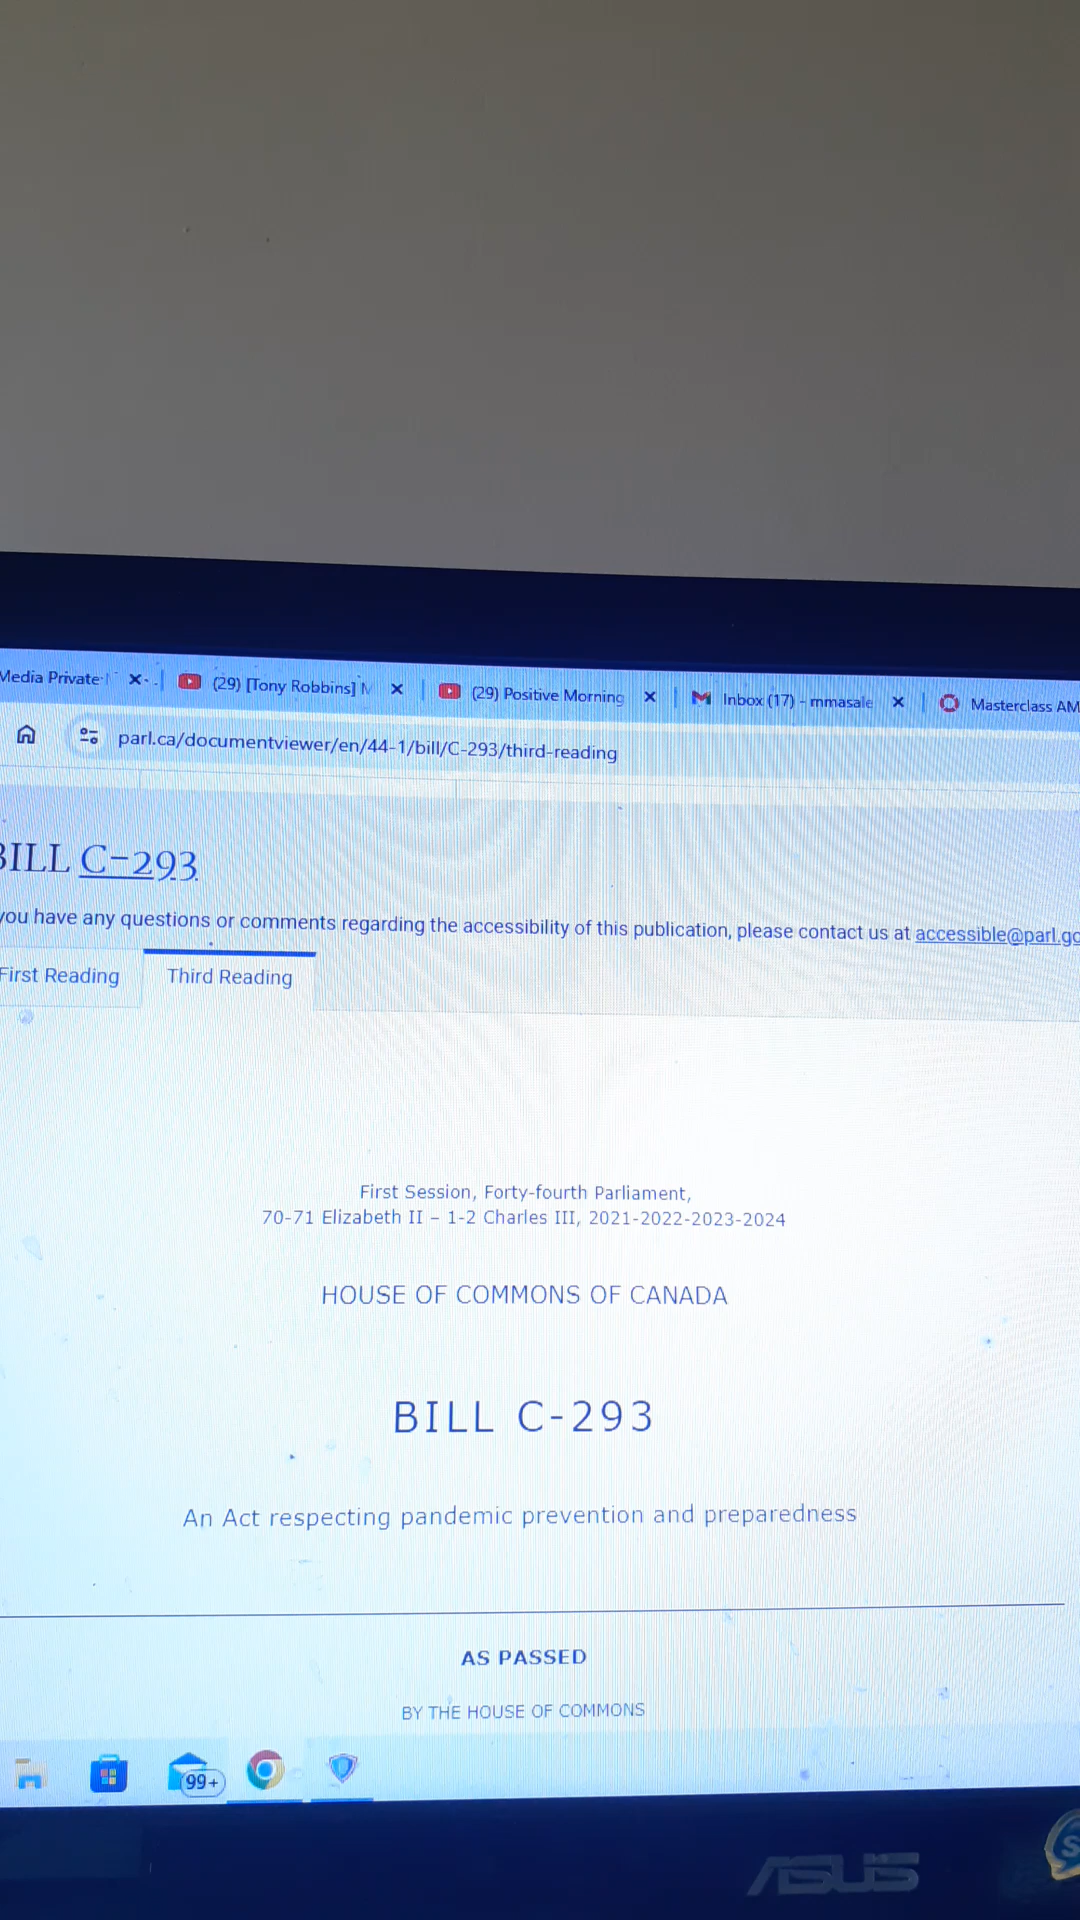 Media Private
(29) [Tony Robbins] M
(29) Positive Morning
Inbox (17) - mmasale
Masterclass AM
parl.ca/documentviewer/en/44-1/bill/C-293/third-reading
BILL C-293
you have any questions or comments regarding the accessibility of this publication, please contact us at accessible@parl.gc
First Reading
Third Reading
First Session, Forty-fourth Parliament,
70-71 Elizabeth II – 1-2 Charles III, 2021-2022-2023-2024
HOUSE OF COMMONS OF CANADA
BILL C-293
An Act respecting pandemic prevention and preparedness
AS PASSED
BY THE HOUSE OF COMMONS
99+
ASUS
S